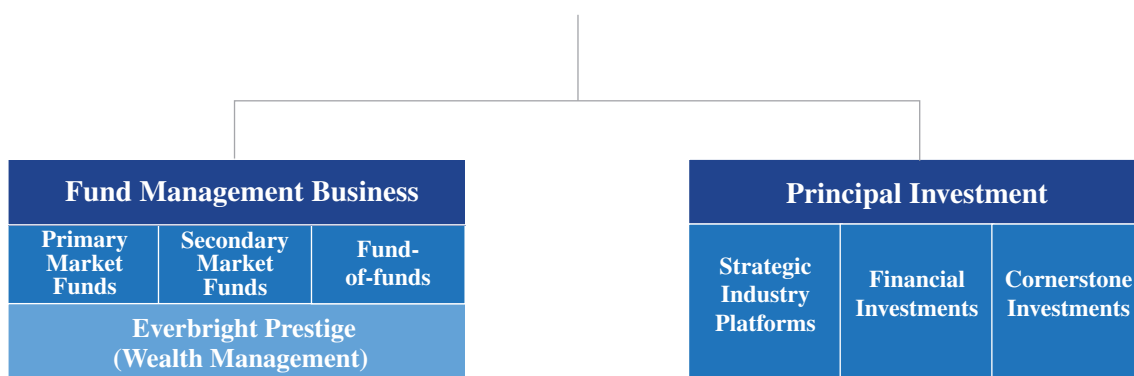 Fund Management Business
Primary
Market
Funds
Secondary
Market
Funds
Fund-
of-funds
Everbright Prestige
(Wealth Management)
Principal Investment
Strategic
Industry
Platforms
Financial
Investments
Cornerstone
Investments